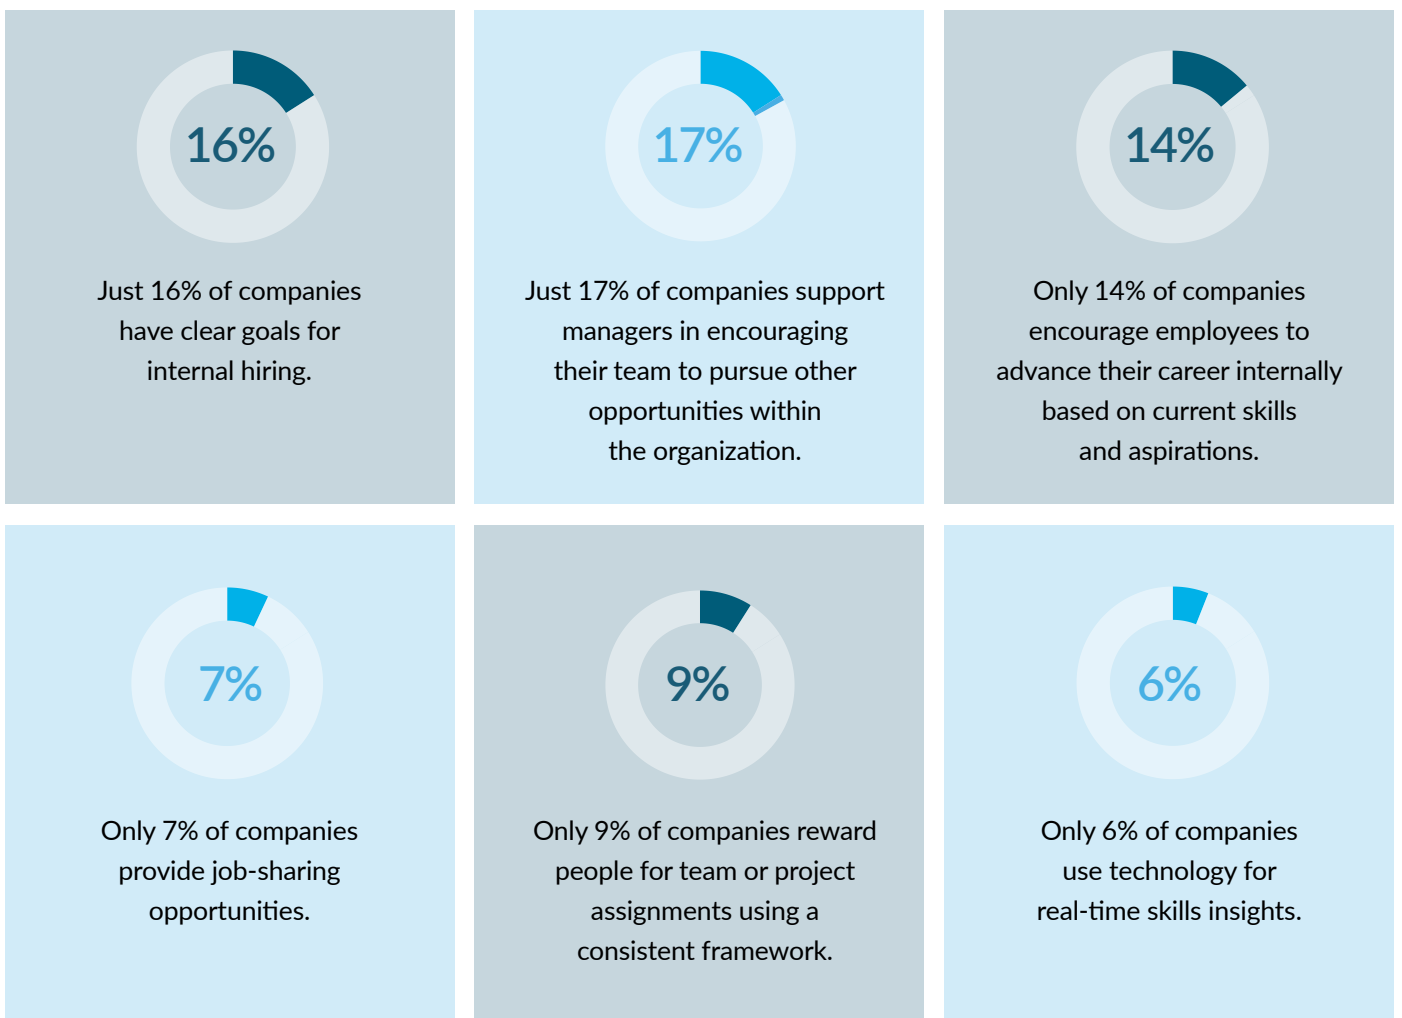 16%
Just 16% of companies
have clear goals for
internal hiring.
17%
Just 17% of companies support
managers in encouraging
their team to pursue other
opportunities within
the organization.
14%
Only 14% of companies
encourage employees to
advance their career internally
based on current skills
and aspirations.
7%
Only 7% of companies
provide job-sharing
opportunities.
9%
Only 9% of companies reward
people for team or project
assignments using a
consistent framework.
6%
Only 6% of companies
use technology for
real-time skills insights.